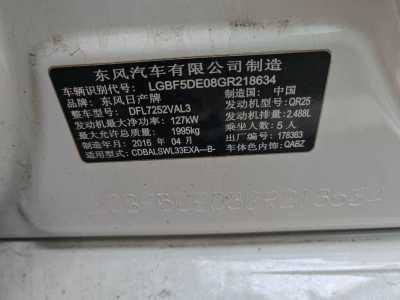 东风汽车有限公司制造
车辆识别代号: LGBF5DE08GR218634
品牌: 东风日产牌 制造国: 中国
整车型号: DFL7252VAL3 发动机型号: QR25
发动机最大净功率: 127kW 发动机排量: 2.488L
最大允许总质量: 1995kg 乘坐人数: 5 人
制造年月: 2016 年 04 月 出厂编号: 178383
适用型式: CDBALSWL33EXA—B- 车体色内饰: QABZ